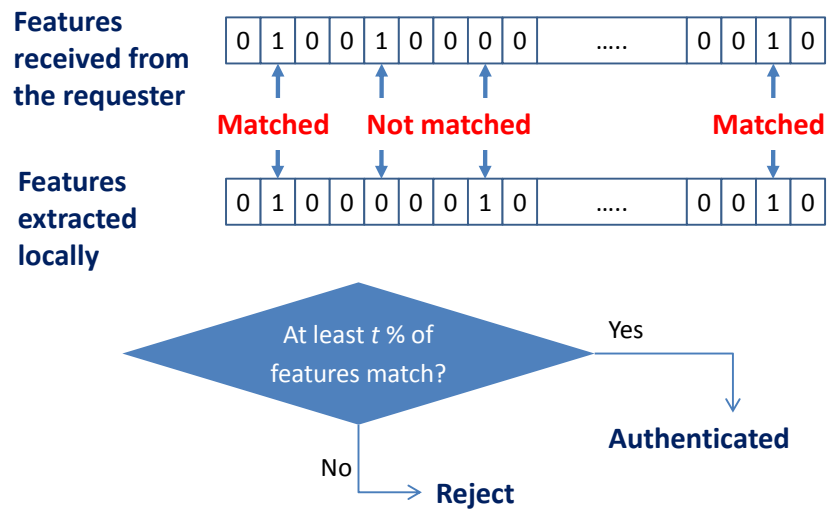 Features
received from
the requester
0 1 0 0 1 0 0 0 0 ..... 0 0 1 0
Matched Not matched Matched
Features
extracted
locally
0 1 0 0 0 0 0 1 0 ..... 0 0 1 0
At least t % of
features match?
Yes
Authenticated
No
Reject